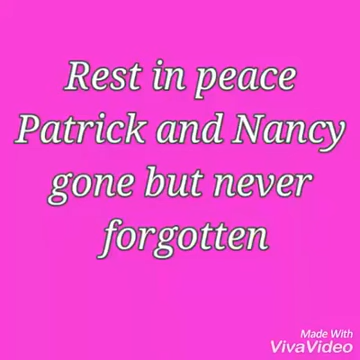 Rest in peace
Patrick and Nancy
gone but never
forgotten
Made With
VivaVideo